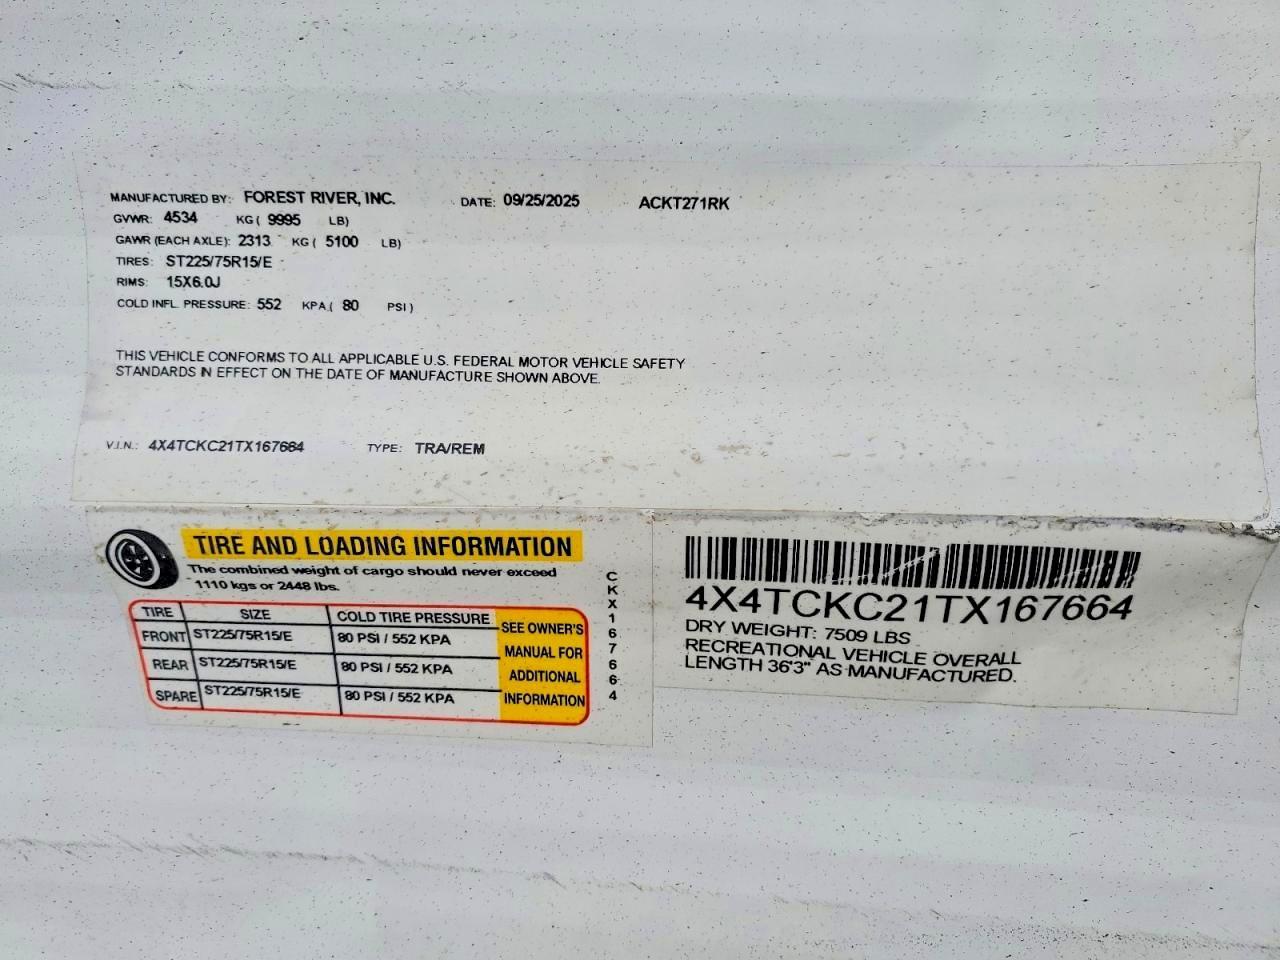 MANUFACTURED BY: FOREST RIVER, INC. DATE: 09/25/2025 ACKT271RK
GVWR: 4534 KG ( 9995 LB)
GAWR (EACH AXLE): 2313 KG ( 5100 LB)
TIRES: ST225/75R15/E
RIMS: 15X6.0J
COLD INFL. PRESSURE: 552 KPA ( 80 PSI )
THIS VEHICLE CONFORMS TO ALL APPLICABLE U.S. FEDERAL MOTOR VEHICLE SAFETY
STANDARDS IN EFFECT ON THE DATE OF MANUFACTURE SHOWN ABOVE.
V.I.N.: 4X4TCKC21TX167664 TYPE: TRA/REM
TIRE AND LOADING INFORMATION
The combined weight of cargo should never exceed
1110 kgs or 2448 lbs.
TIRE SIZE COLD TIRE PRESSURE
FRONT ST225/75R15/E 80 PSI / 552 KPA
REAR ST225/75R15/E 80 PSI / 552 KPA
SPARE ST225/75R15/E 80 PSI / 552 KPA
SEE OWNER'S
MANUAL FOR
ADDITIONAL
INFORMATION
CKX167664
4X4TCKC21TX167664
DRY WEIGHT: 7509 LBS
RECREATIONAL VEHICLE OVERALL
LENGTH 36'3" AS MANUFACTURED.